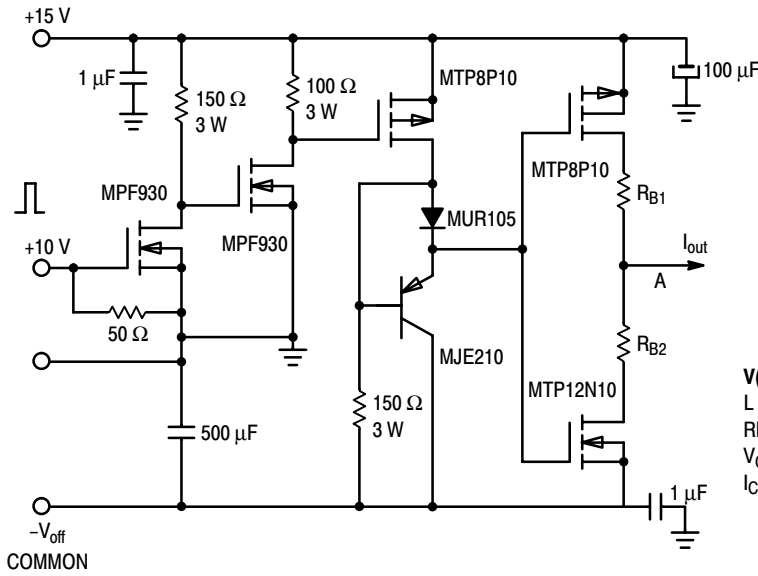 +15 V
1 μF
150 Ω
3 W
100 Ω
3 W
MTP8P10
100 μF
MPF930
MPF930
MTP8P10
RB1
MUR105
+10 V
Iout
A
50 Ω
MJE210
RB2
MTP12N10
150 Ω
3 W
500 μF
1 μF
–Voff
COMMON
V(
L